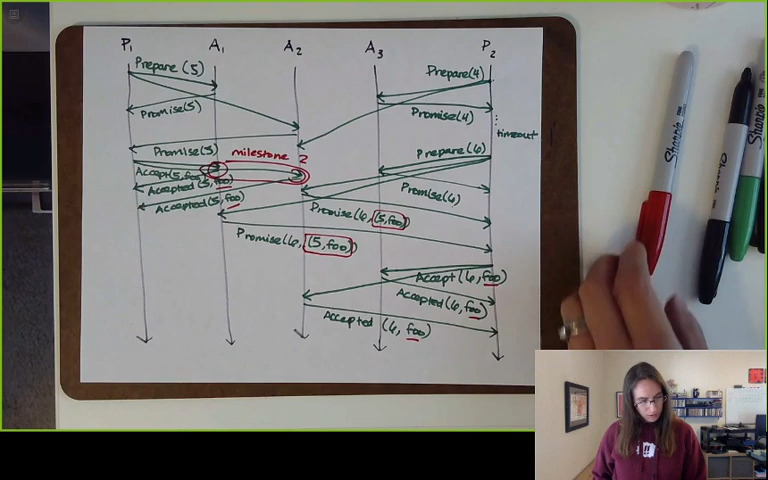 P1 A1 A2 A3 P2
Prepare (5)
Prepare(4)
Promise(5)
Promise(4)
timeout
Promise(5)
milestone 2
Prepare(6)
Accept(5,foo)
Accepted (5,foo)
Accepted(5,foo)
Promise(6)
Promise(6,(5,foo))
Promise(6,(5,foo))
Accept(6,foo)
Accepted(6,foo)
Accepted (6,foo)
Sharpie
Sharpie
Sharpie